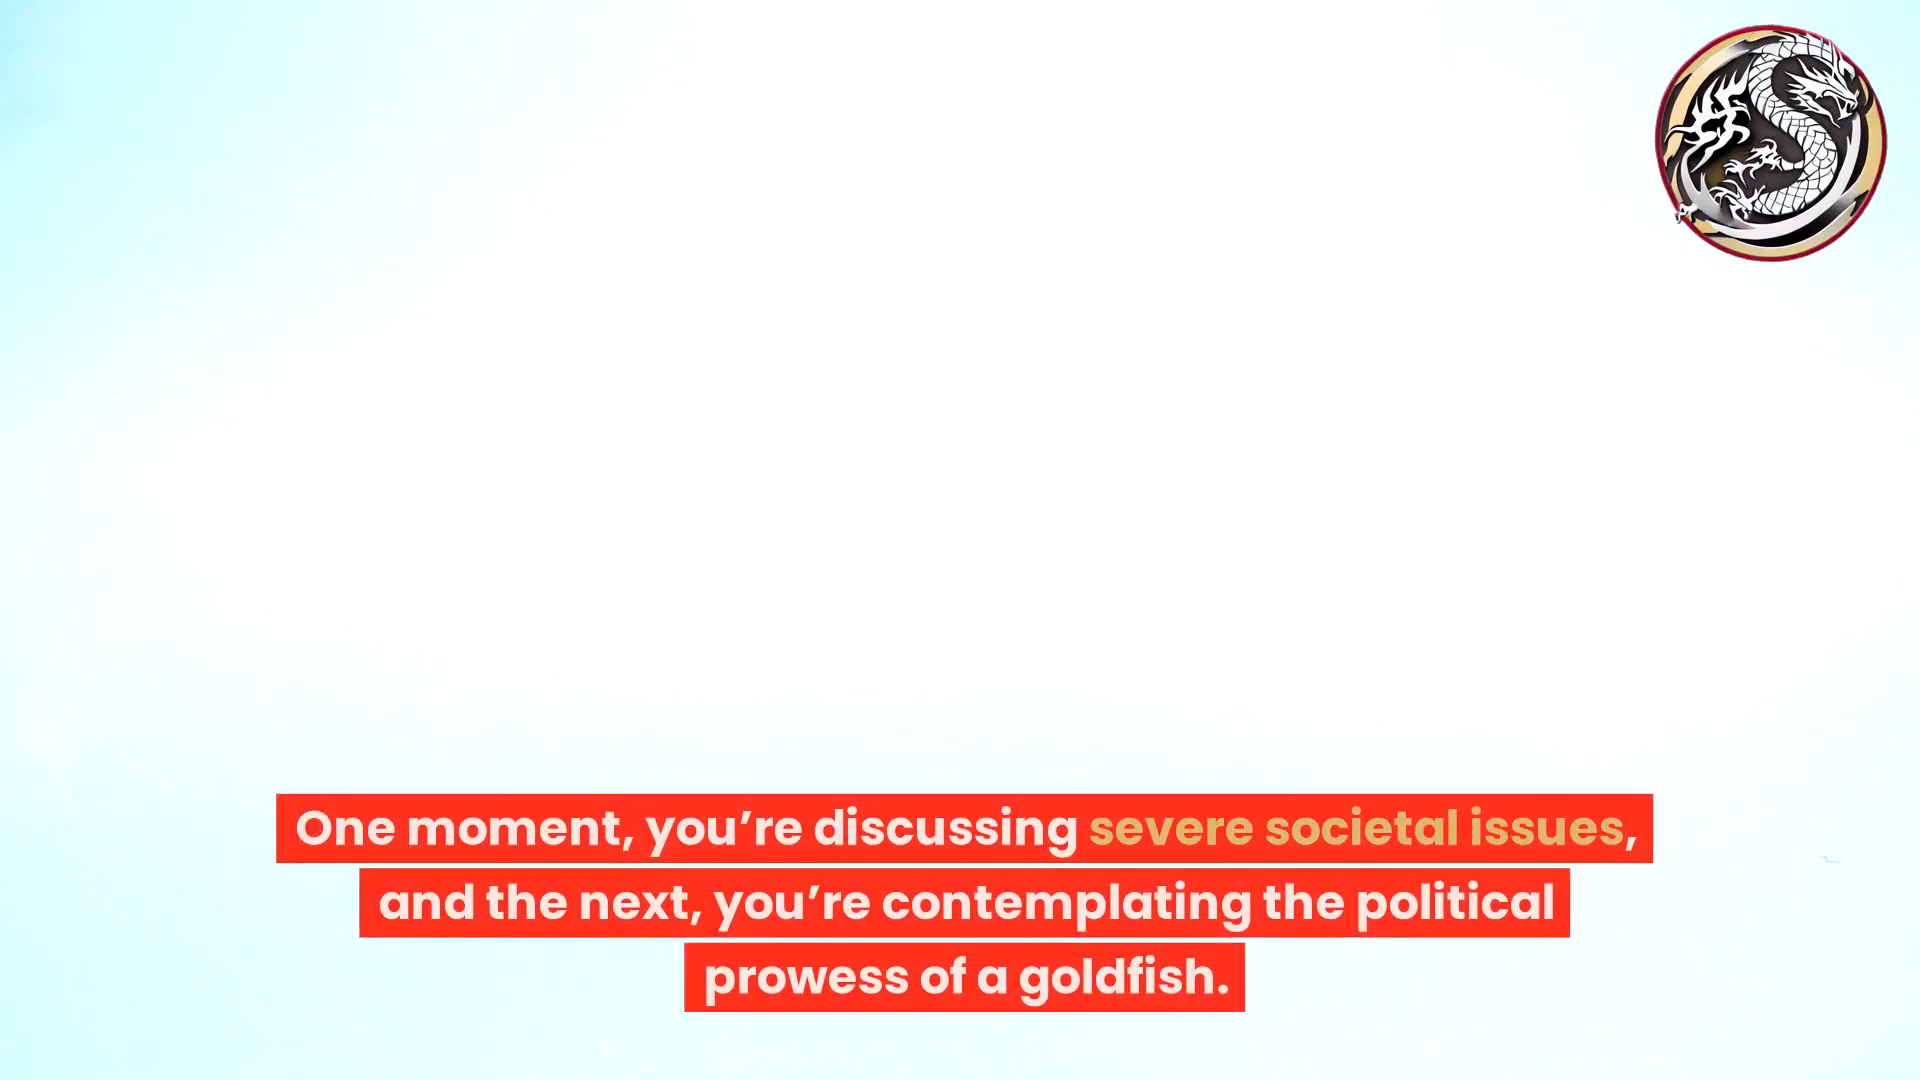 One moment, you’re discussing severe societal issues,
and the next, you’re contemplating the political
prowess of a goldfish.